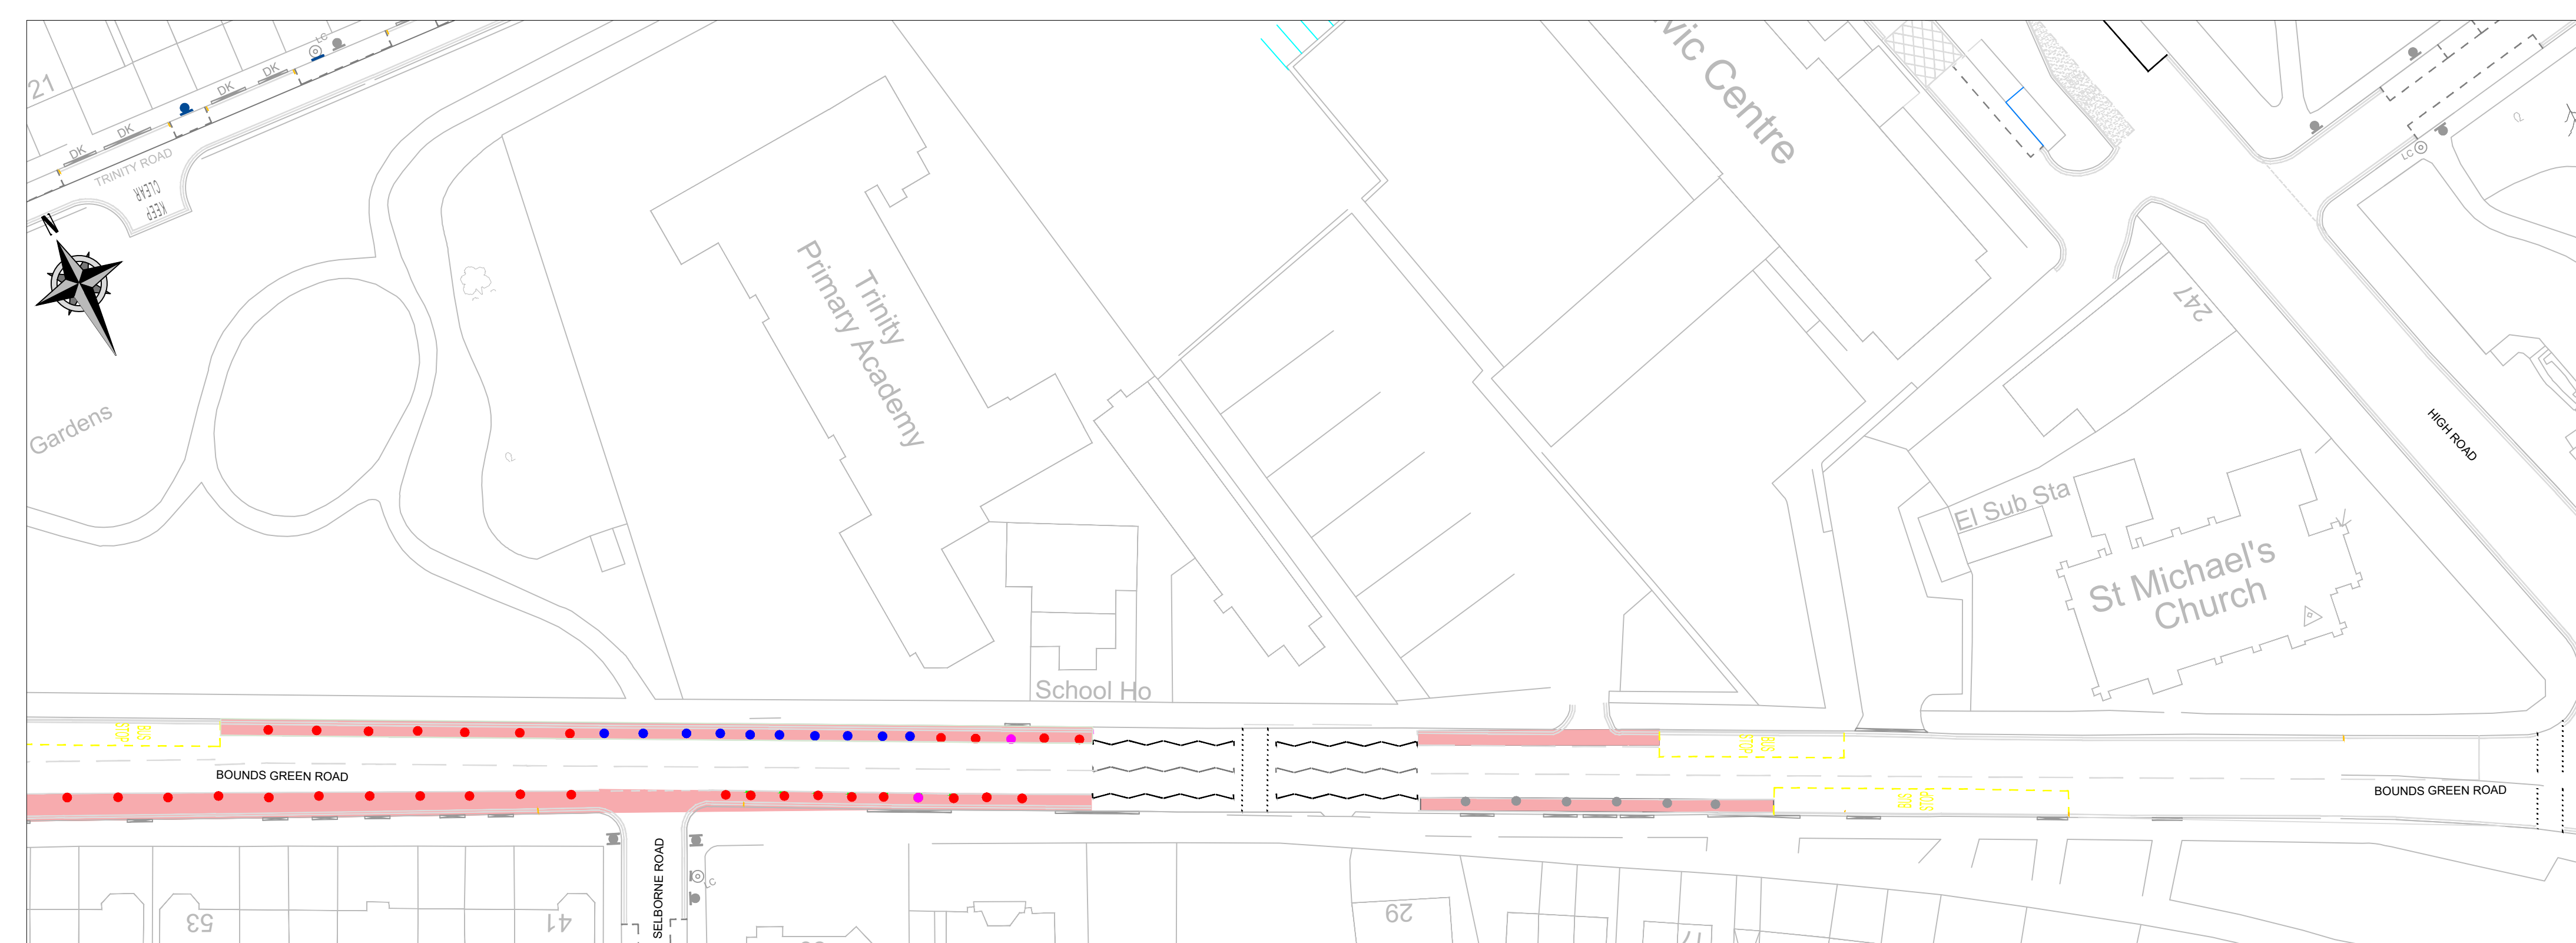 21
DK
DK
DK
DK
LC
TRINITY ROAD
KEEP
CLEAR
N
Gardens
Trinity
Primary Academy
School Ho
vic Centre
LC
247
HIGH ROAD
El Sub Sta
St Michael's
Church
BUS
STOP
BUS
STOP
BOUNDS GREEN ROAD
BUS
STOP
BOUNDS GREEN ROAD
SELBORNE ROAD
LC
53
41
29
17